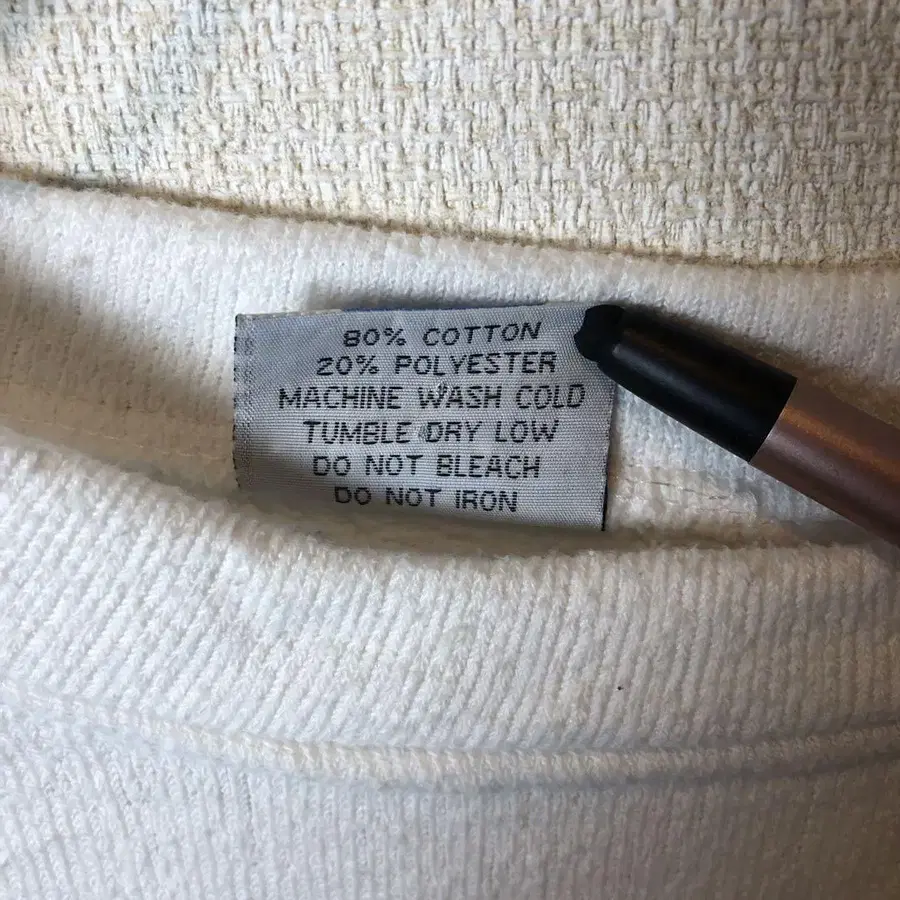 80% COTTON
20% POLYESTER
MACHINE WASH COLD
TUMBLE DRY LOW
DO NOT BLEACH
DO NOT IRON